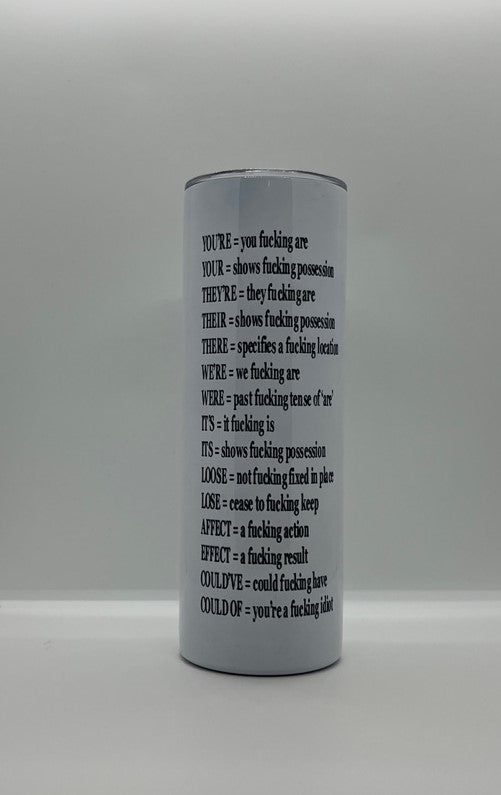 YOU'RE = you fucking are
YOUR = shows fucking possession
THEY'RE = they fucking are
THEIR = shows fucking possession
THERE = specifies a fucking location
WE'RE = we fucking are
WERE = past fucking tense of 'are'
IT'S = it fucking is
ITS = shows fucking possession
LOOSE = not fucking fixed in place
LOSE = cease to fucking keep
AFFECT = a fucking action
EFFECT = a fucking result
COULD'VE = could fucking have
COULD OF = you're a fucking idiot